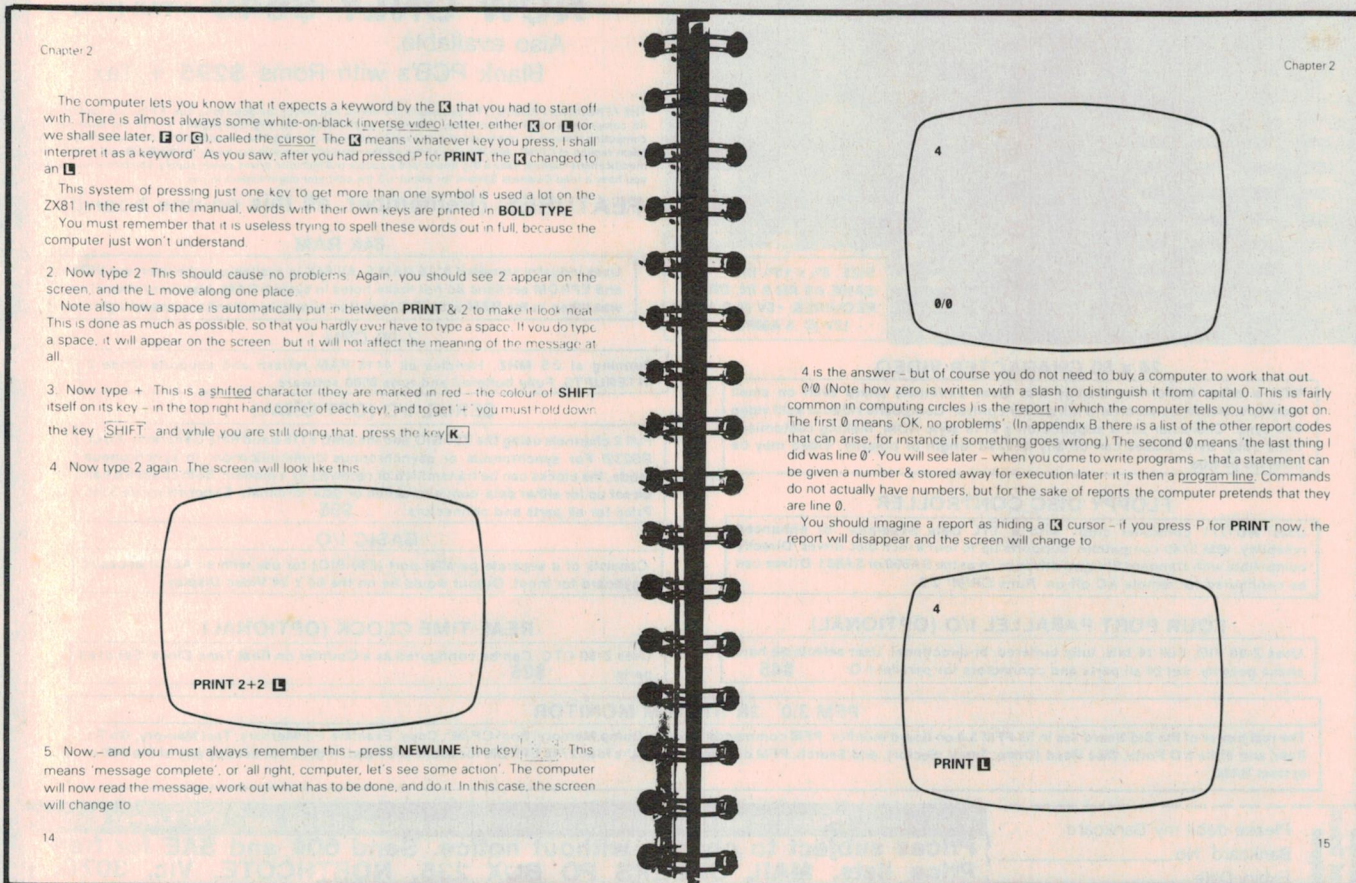 Chapter 2
The computer lets you know that it expects a keyword by the K that you had to start off
with. There is almost always some white-on-black (inverse video) letter, either K or L (or
we shall see later, F or G), called the cursor. The K means 'whatever key you press, I shall
interpret it as a keyword'. As you saw, after you had pressed P for PRINT, the K changed to
an L
This system of pressing just one key to get more than one symbol is used a lot on the
ZX81. In the rest of the manual, words with their own keys are printed in BOLD TYPE
You must remember that it is useless trying to spell these words out in full, because the
computer just won't understand.
2. Now type 2. This should cause no problems. Again, you should see 2 appear on the
screen, and the L move along one place.
Note also how a space is automatically put in between PRINT & 2 to make it look neat.
This is done as much as possible, so that you hardly ever have to type a space. If you do type
a space, it will appear on the screen, but it will not affect the meaning of the message at
all.
3. Now type +. This is a shifted character (they are marked in red – the colour of SHIFT
itself on its key – in the top right hand corner of each key), and to get '+' you must hold down
the key SHIFT and while you are still doing that, press the key K
4. Now type 2 again. The screen will look like this
PRINT 2+2 L
5. Now – and you must always remember this – press NEWLINE, the key This
means 'message complete', or 'all right, computer, let's see some action'. The computer
will now read the message, work out what has to be done, and do it. In this case, the screen
will change to
14
Chapter 2
4
0/0
4 is the answer – but of course you do not need to buy a computer to work that out.
0/0 (Note how zero is written with a slash to distinguish it from capital O. This is fairly
common in computing circles.) is the report in which the computer tells you how it got on.
The first 0 means 'OK, no problems'. (In appendix B there is a list of the other report codes
that can arise, for instance if something goes wrong.) The second 0 means 'the last thing I
did was line 0'. You will see later – when you come to write programs – that a statement can
be given a number & stored away for execution later: it is then a program line. Commands
do not actually have numbers, but for the sake of reports the computer pretends that they
are line 0.
You should imagine a report as hiding a K cursor – if you press P for PRINT now, the
report will disappear and the screen will change to
4
PRINT L
15